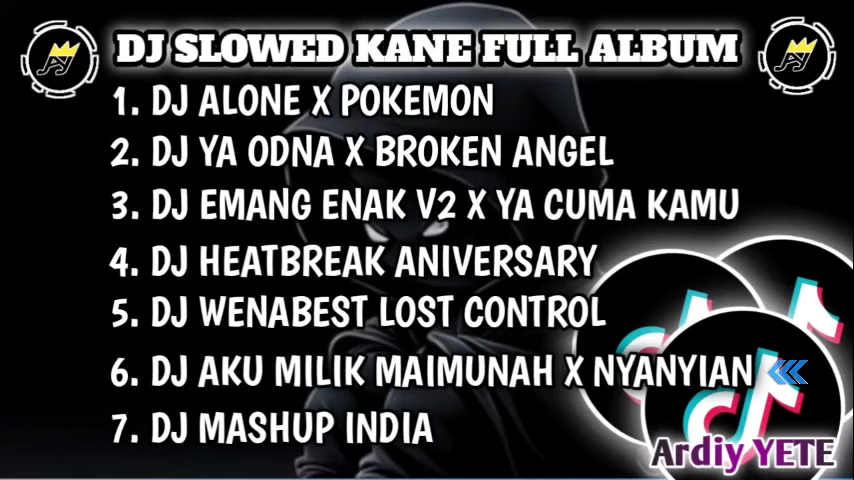 DJ SLOWED KANE FULL ALBUM
1. DJ ALONE X POKEMON
2. DJ YA ODNA X BROKEN ANGEL
3. DJ EMANG ENAK V2 X YA CUMA KAMU
4. DJ HEATBREAK ANIVERSARY
5. DJ WENABEST LOST CONTROL
6. DJ AKU MILIK MAIMUNAH X NYANYIAN
7. DJ MASHUP INDIA
Ardiy YETE